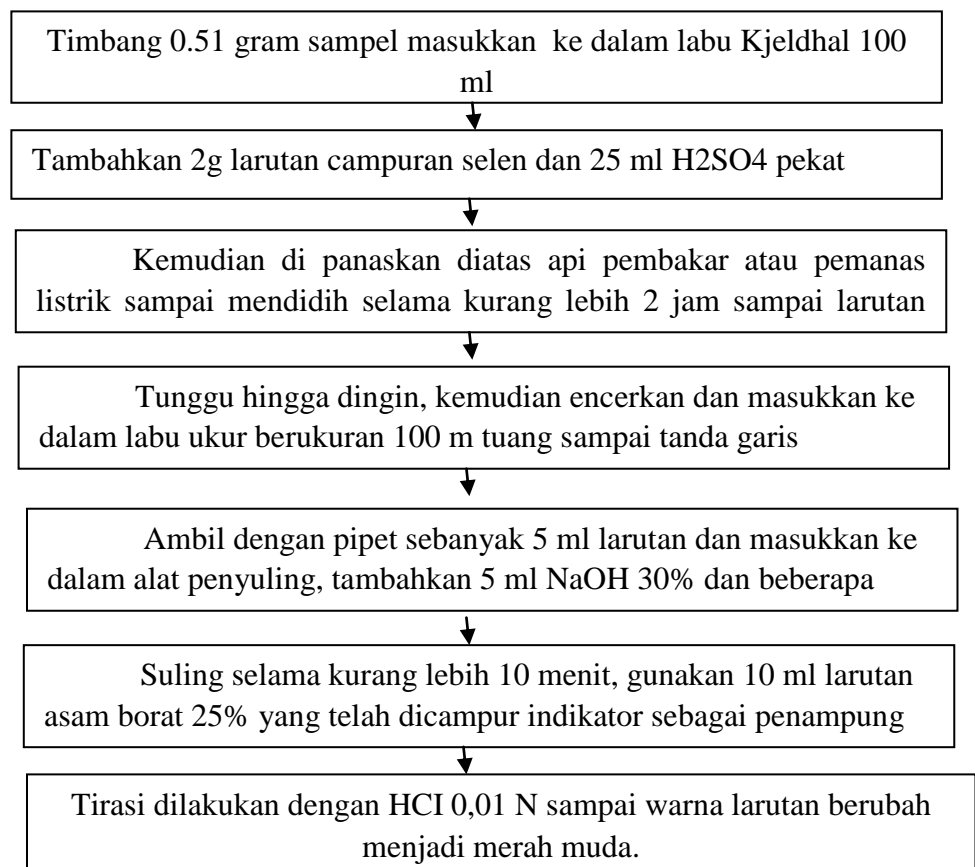 Timbang 0.51 gram sampel masukkan ke dalam labu Kjeldhal 100
ml
Tambahkan 2g larutan campuran selen dan 25 ml H2SO4 pekat
Kemudian di panaskan diatas api pembakar atau pemanas
listrik sampai mendidih selama kurang lebih 2 jam sampai larutan
Tunggu hingga dingin, kemudian encerkan dan masukkan ke
dalam labu ukur berukuran 100 m tuang sampai tanda garis
Ambil dengan pipet sebanyak 5 ml larutan dan masukkan ke
dalam alat penyuling, tambahkan 5 ml NaOH 30% dan beberapa
Suling selama kurang lebih 10 menit, gunakan 10 ml larutan
asam borat 25% yang telah dicampur indikator sebagai penampung
Tirasi dilakukan dengan HCI 0,01 N sampai warna larutan berubah
menjadi merah muda.